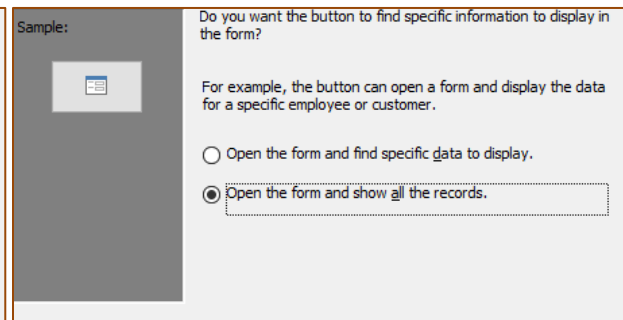 Sample:
Do you want the button to find specific information to display in
the form?
For example, the button can open a form and display the data
for a specific employee or customer.
Open the form and find specific data to display.
Open the form and show all the records.